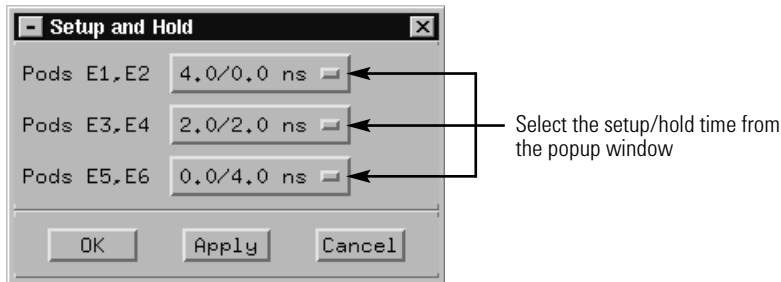 Setup and Hold
Pods E1,E2 4.0/0.0 ns
Pods E3,E4 2.0/2.0 ns
Pods E5,E6 0.0/4.0 ns
OK Apply Cancel
Select the setup/hold time from
the popup window